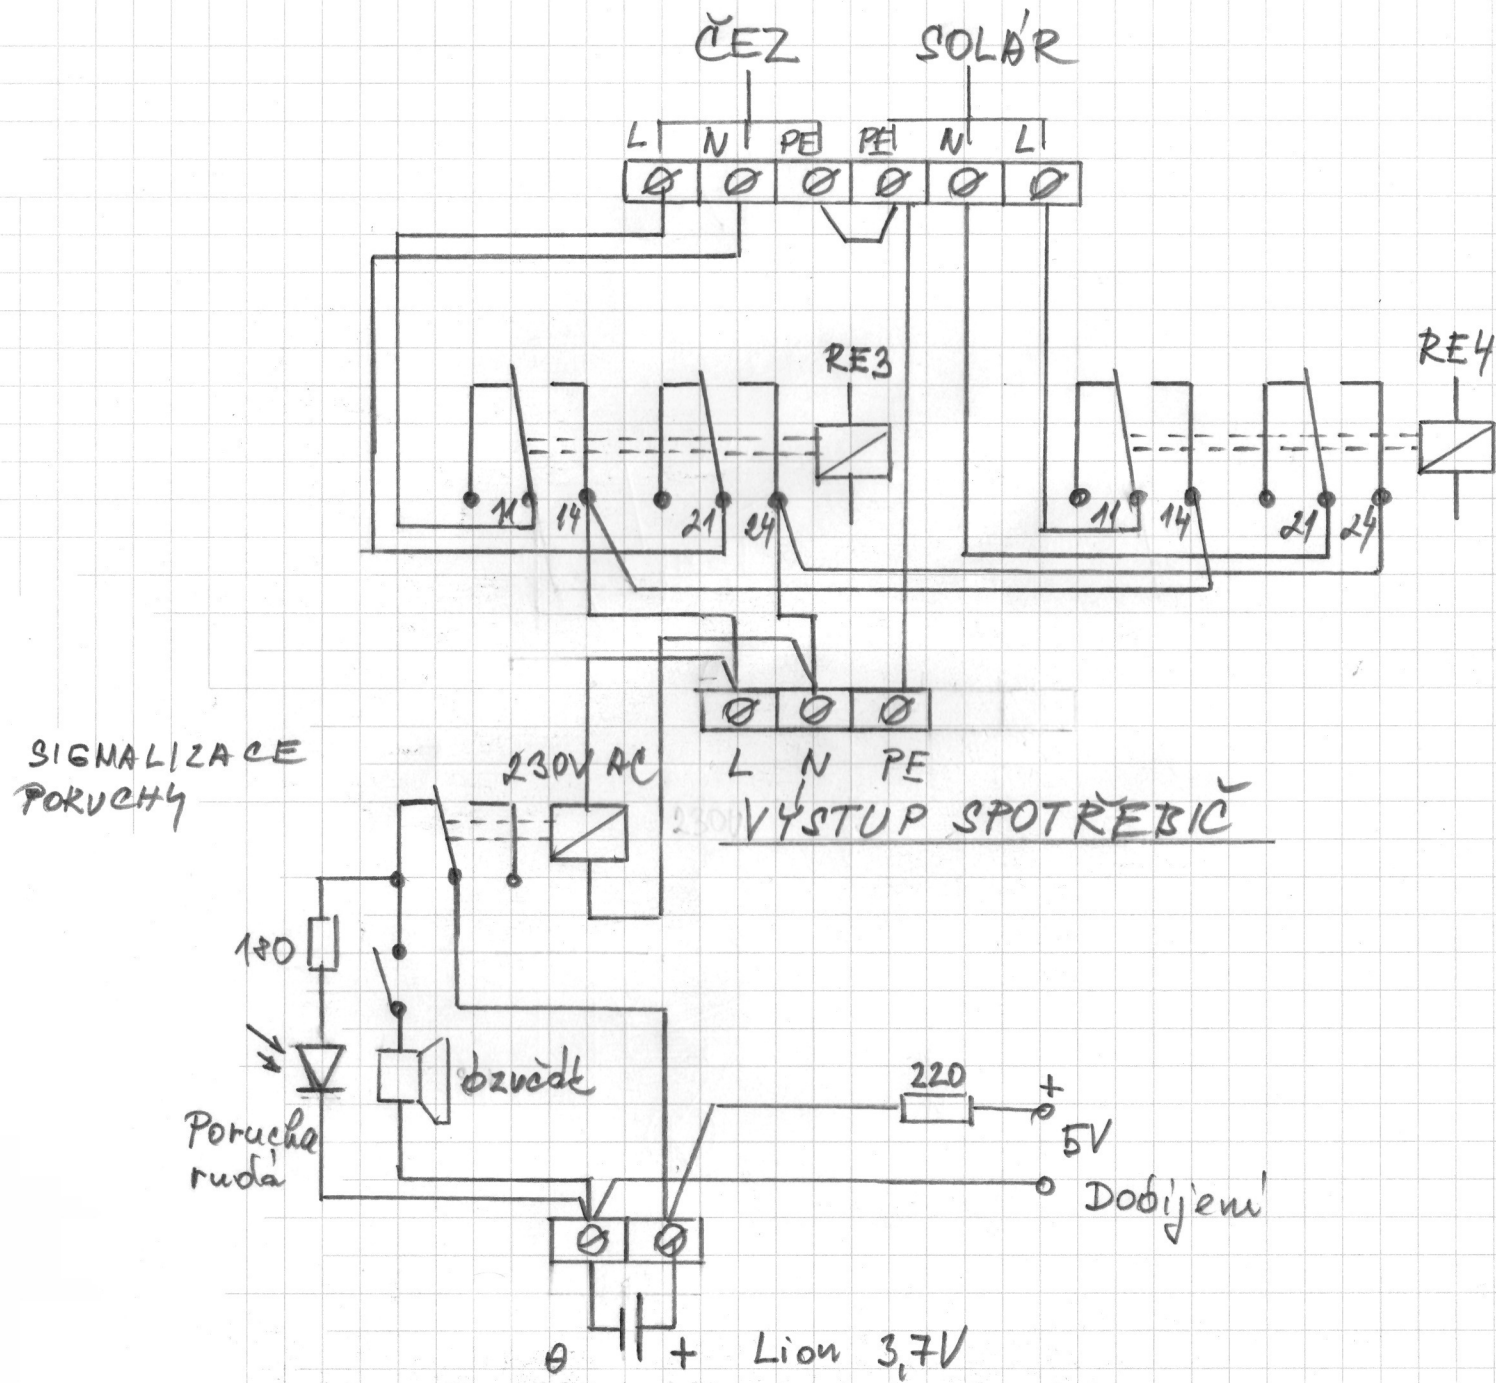 ČEZ SOLÁR
L N PE PE N L
RE3 RE4
11 14 21 24 11 14 21 24
SIGNALIZACE
PORUCHY
230V AC
L N PE
VÝSTUP SPOTŘEBIČ
180
bzučák
Porucha
rudá
220
+
5V
Dobíjení
⊖ + Lion 3,7V